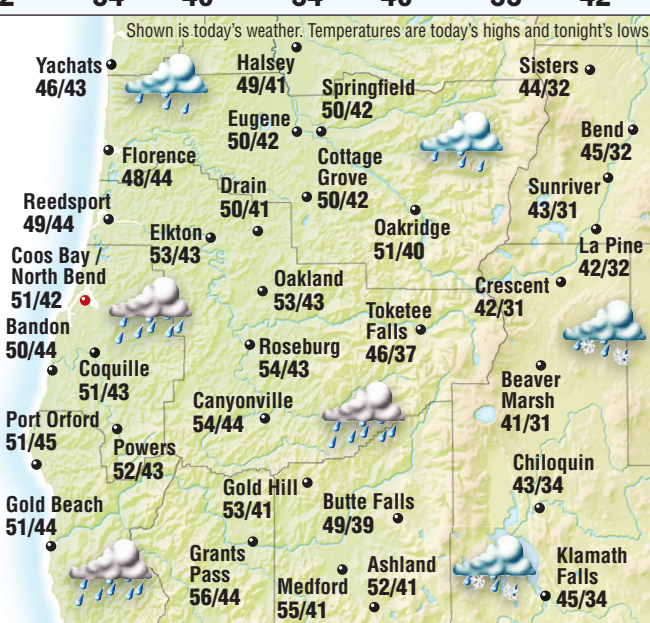 Shown is today's weather. Temperatures are today's highs and tonight's lows
Yachats
46/43
Halsey
49/41
Sisters
44/32
Springfield
50/42
Eugene
50/42
Bend
45/32
Florence
48/44
Cottage
Grove
50/42
Drain
50/41
Sunriver
43/31
Reedsport
49/44
Elkton
53/43
Oakridge
51/40
La Pine
42/32
Coos Bay /
North Bend
51/42
Oakland
53/43
Crescent
42/31
Bandon
50/44
Toketee
Falls
46/37
Coquille
51/43
Roseburg
54/43
Beaver
Marsh
41/31
Canyonville
54/44
Port Orford
51/45
Powers
52/43
Chiloquin
43/34
Gold Hill
53/41
Butte Falls
49/39
Gold Beach
51/44
Grants
Pass
56/44
Medford
55/41
Ashland
52/41
Klamath
Falls
45/34